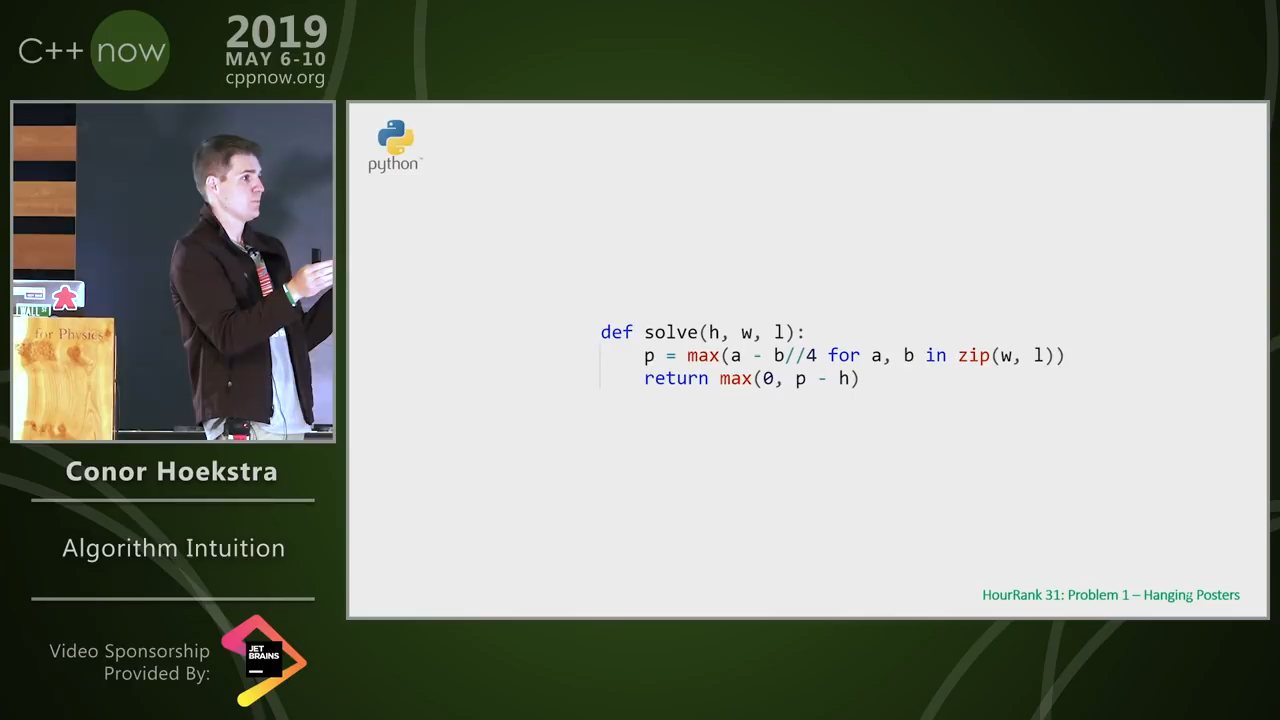 C++ now
2019
MAY 6-10
cppnow.org
for Physics
python
def solve(h, w, l):
    p = max(a - b//4 for a, b in zip(w, l))
    return max(0, p - h)
HourRank 31: Problem 1 – Hanging Posters
Conor Hoekstra
Algorithm Intuition
Video Sponsorship
Provided By:
JET
BRAINS